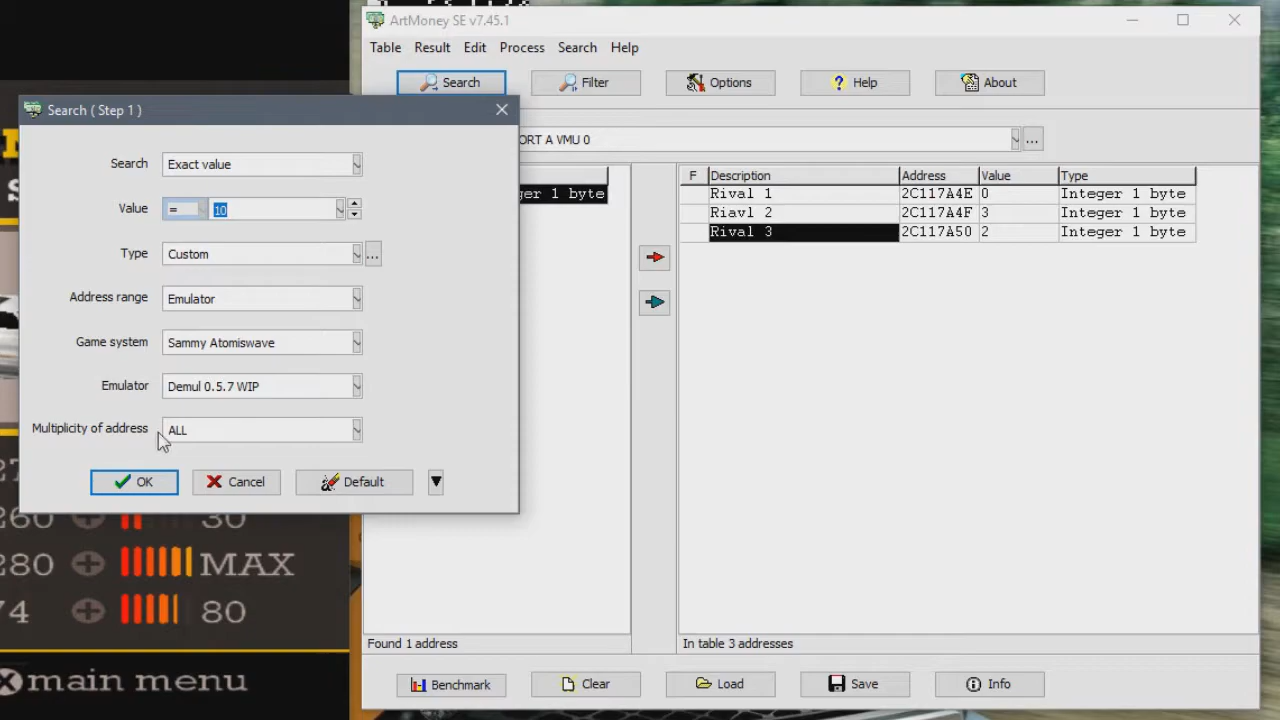 ArtMoney SE v7.45.1
Table Result Edit Process Search Help
Search Filter Options Help About
ORT A VMU 0
...
ger 1 byte
F Description Address Value Type
Rival 1 2C117A4E 0 Integer 1 byte
Riavl 2 2C117A4F 3 Integer 1 byte
Rival 3 2C117A50 2 Integer 1 byte
Found 1 address
In table 3 addresses
Benchmark Clear Load Save Info
Search ( Step 1 )
Search Exact value
Value = 10
Type Custom ...
Address range Emulator
Game system Sammy Atomiswave
Emulator Demul 0.5.7 WIP
Multiplicity of address ALL
OK Cancel Default
260 30
280 MAX
74 80
main menu